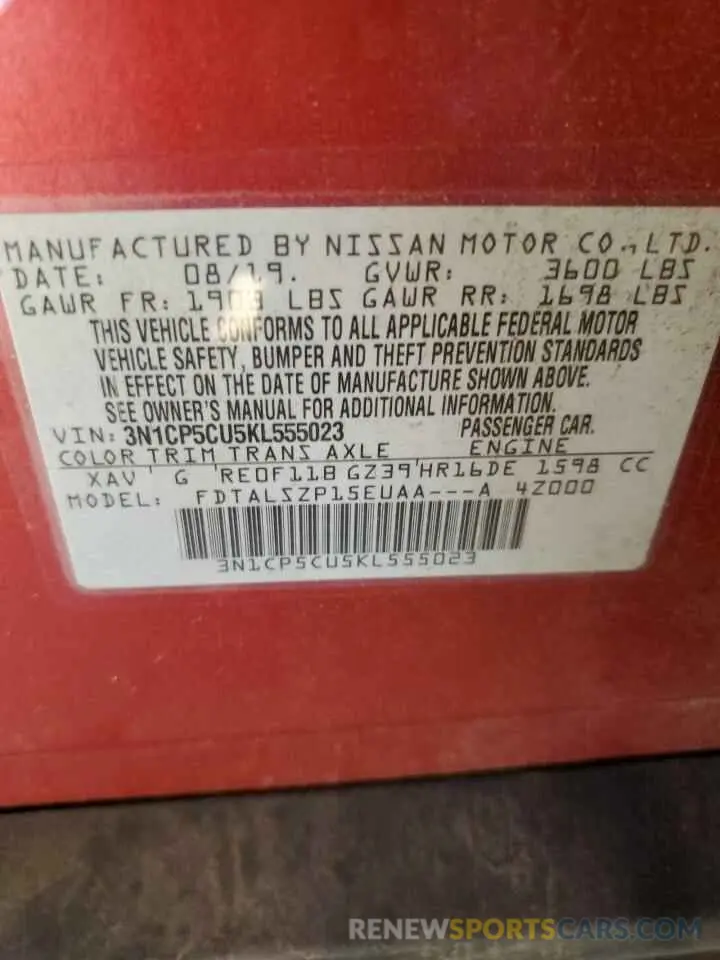 MANUFACTURED BY NISSAN MOTOR CO., LTD.
DATE: 08/19. GVWR: 3600 LBS
GAWR FR: 1903 LBS GAWR RR: 1698 LBS
THIS VEHICLE CONFORMS TO ALL APPLICABLE FEDERAL MOTOR
VEHICLE SAFETY, BUMPER AND THEFT PREVENTION STANDARDS
IN EFFECT ON THE DATE OF MANUFACTURE SHOWN ABOVE.
SEE OWNER'S MANUAL FOR ADDITIONAL INFORMATION.
VIN: 3N1CP5CU5KL555023 PASSENGER CAR.
COLOR TRIM TRANS AXLE ENGINE
XAV G RE0F11B GZ39 HR16DE 1598 CC
MODEL: FDTALSZP15EUAA---A 4Z000
3N1CP5CU5KL555023
RENEWSPORTSCARS.COM